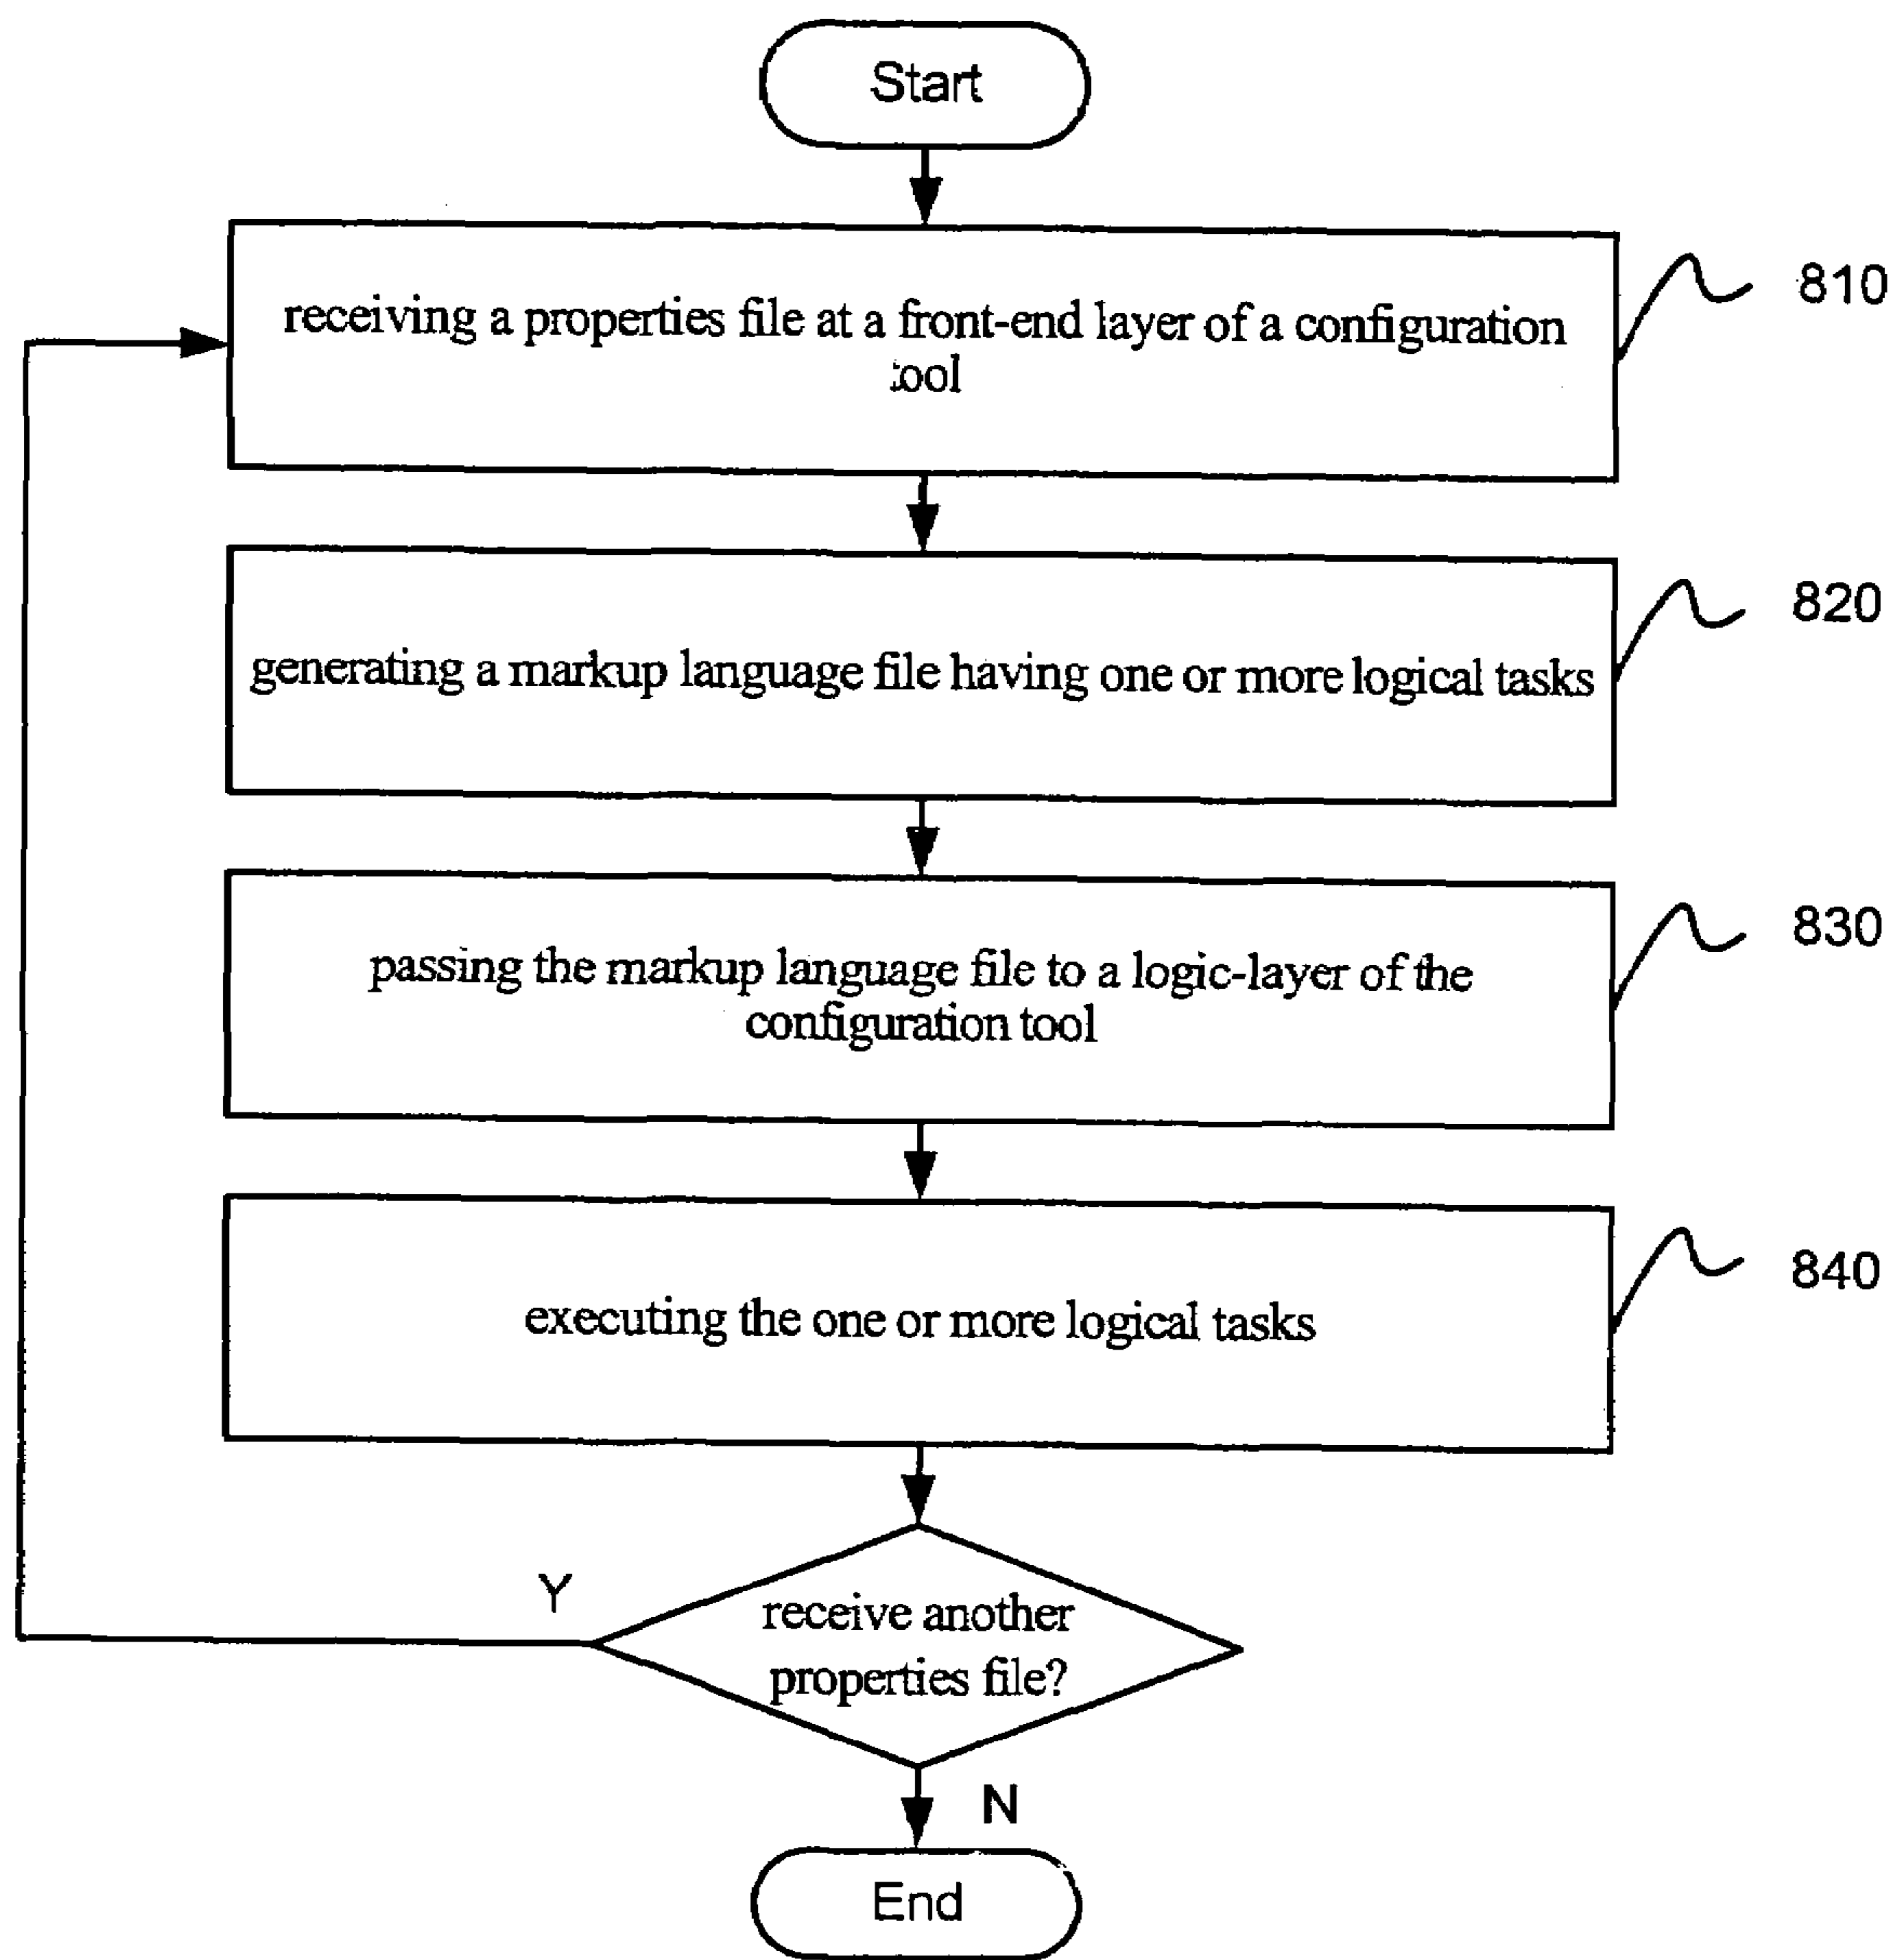 Start
receiving a properties file at a front-end layer of a configuration
tool
810
generating a markup language file having one or more logical tasks
820
passing the markup language file to a logic-layer of the
configuration tool
830
executing the one or more logical tasks
840
Y
receive another
properties file?
N
End